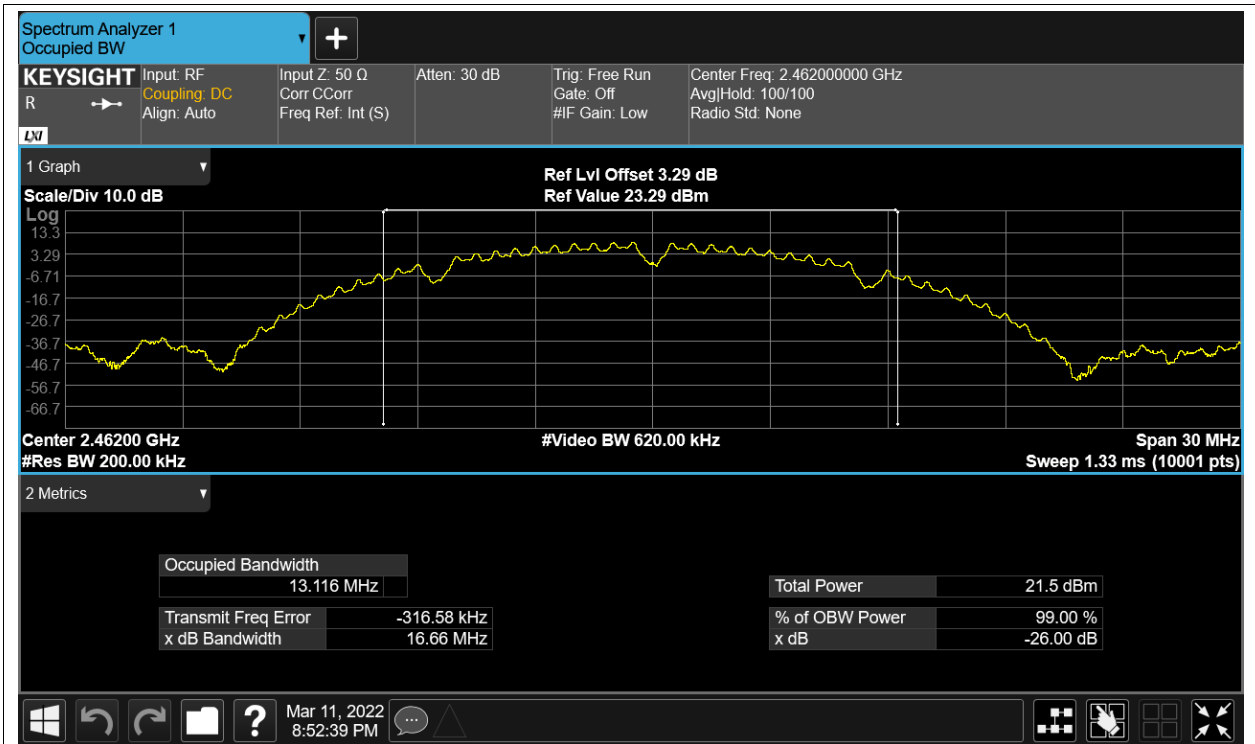 Spectrum Analyzer 1
Occupied BW
KEYSIGHT
R
LXI
Input: RF
Coupling: DC
Align: Auto
Input Z: 50 Ω
Corr CCorr
Freq Ref: Int (S)
Atten: 30 dB
Trig: Free Run
Gate: Off
#IF Gain: Low
Center Freq: 2.462000000 GHz
Avg|Hold: 100/100
Radio Std: None
1 Graph
Scale/Div 10.0 dB
Ref Lvl Offset 3.29 dB
Ref Value 23.29 dBm
Log
13.3
3.29
-6.71
-16.7
-26.7
-36.7
-46.7
-56.7
-66.7
Center 2.46200 GHz
#Res BW 200.00 kHz
#Video BW 620.00 kHz
Span 30 MHz
Sweep 1.33 ms (10001 pts)
2 Metrics
Occupied Bandwidth
13.116 MHz
Transmit Freq Error -316.58 kHz
x dB Bandwidth 16.66 MHz
Total Power 21.5 dBm
% of OBW Power 99.00 %
x dB -26.00 dB
?
Mar 11, 2022
8:52:39 PM